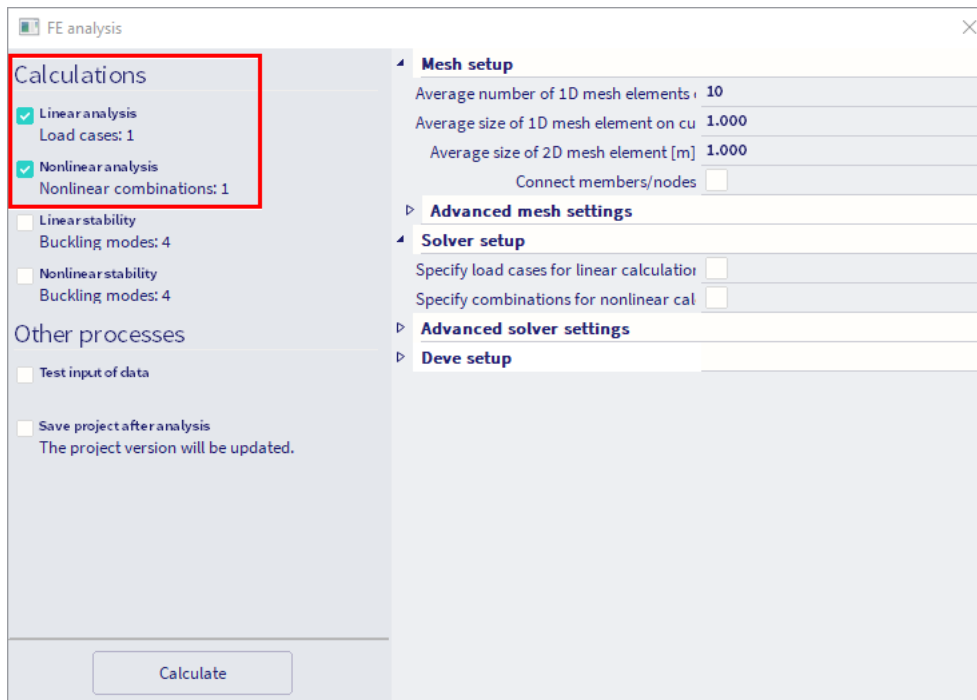 FE analysis
Calculations
Linear analysis
Load cases: 1
Nonlinear analysis
Nonlinear combinations: 1
Linear stability
Buckling modes: 4
Nonlinear stability
Buckling modes: 4
Other processes
Test input of data
Save project after analysis
The project version will be updated.
Calculate
Mesh setup
Average number of 1D mesh elements 10
Average size of 1D mesh element on cu 1.000
Average size of 2D mesh element [m] 1.000
Connect members/nodes
Advanced mesh settings
Solver setup
Specify load cases for linear calculation
Specify combinations for nonlinear cal
Advanced solver settings
Deve setup